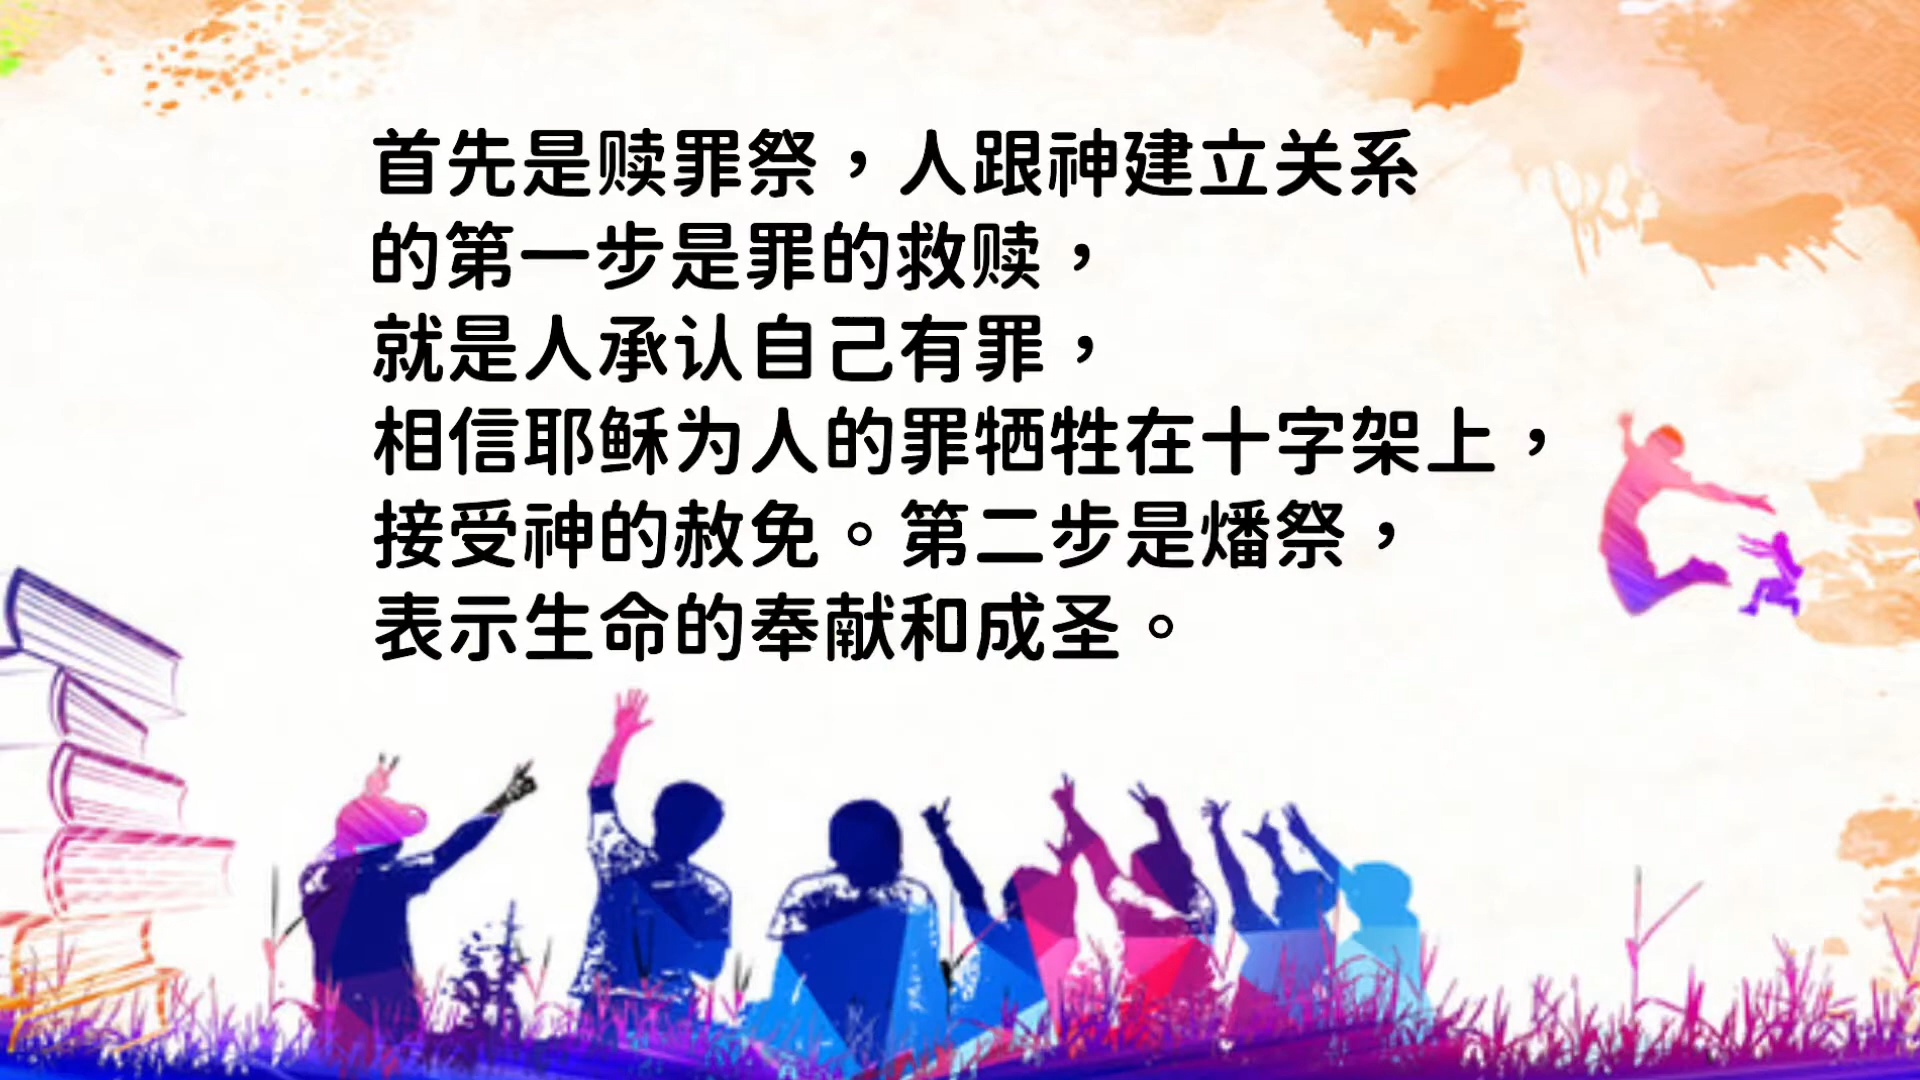 首先是赎罪祭，人跟神建立关系
的第一步是罪的救赎，
就是人承认自己有罪，
相信耶稣为人的罪牺牲在十字架上，
接受神的赦免。第二步是燔祭，
表示生命的奉献和成圣。